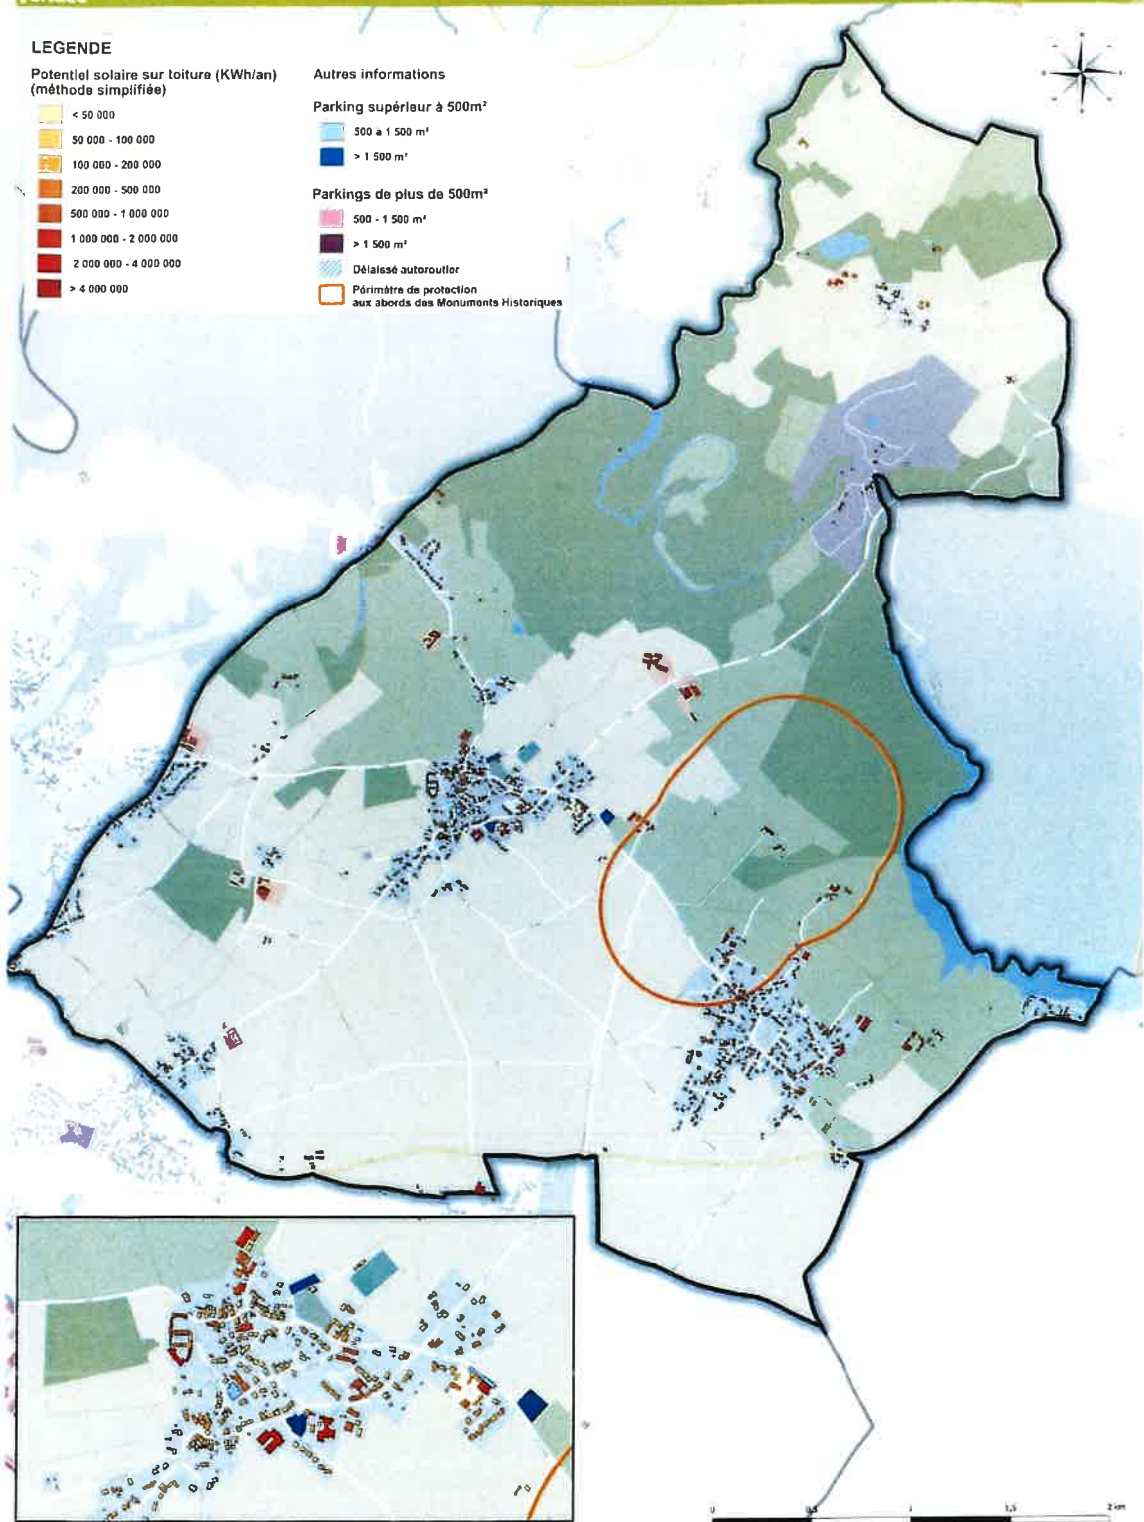 LEGENDE
Potentiel solaire sur toiture (KWh/an)
(méthode simplifiée)
< 50 000
50 000 - 100 000
100 000 - 200 000
200 000 - 500 000
500 000 - 1 000 000
1 000 000 - 2 000 000
2 000 000 - 4 000 000
> 4 000 000
Autres informations
Parking supérieur à 500m²
500 à 1 500 m²
> 1 500 m²
Parkings de plus de 500m²
500 - 1 500 m²
> 1 500 m²
Délaissé autoroutier
Périmètre de protection
aux abords des Monuments Historiques
0 0,5 1 1,5 2 km